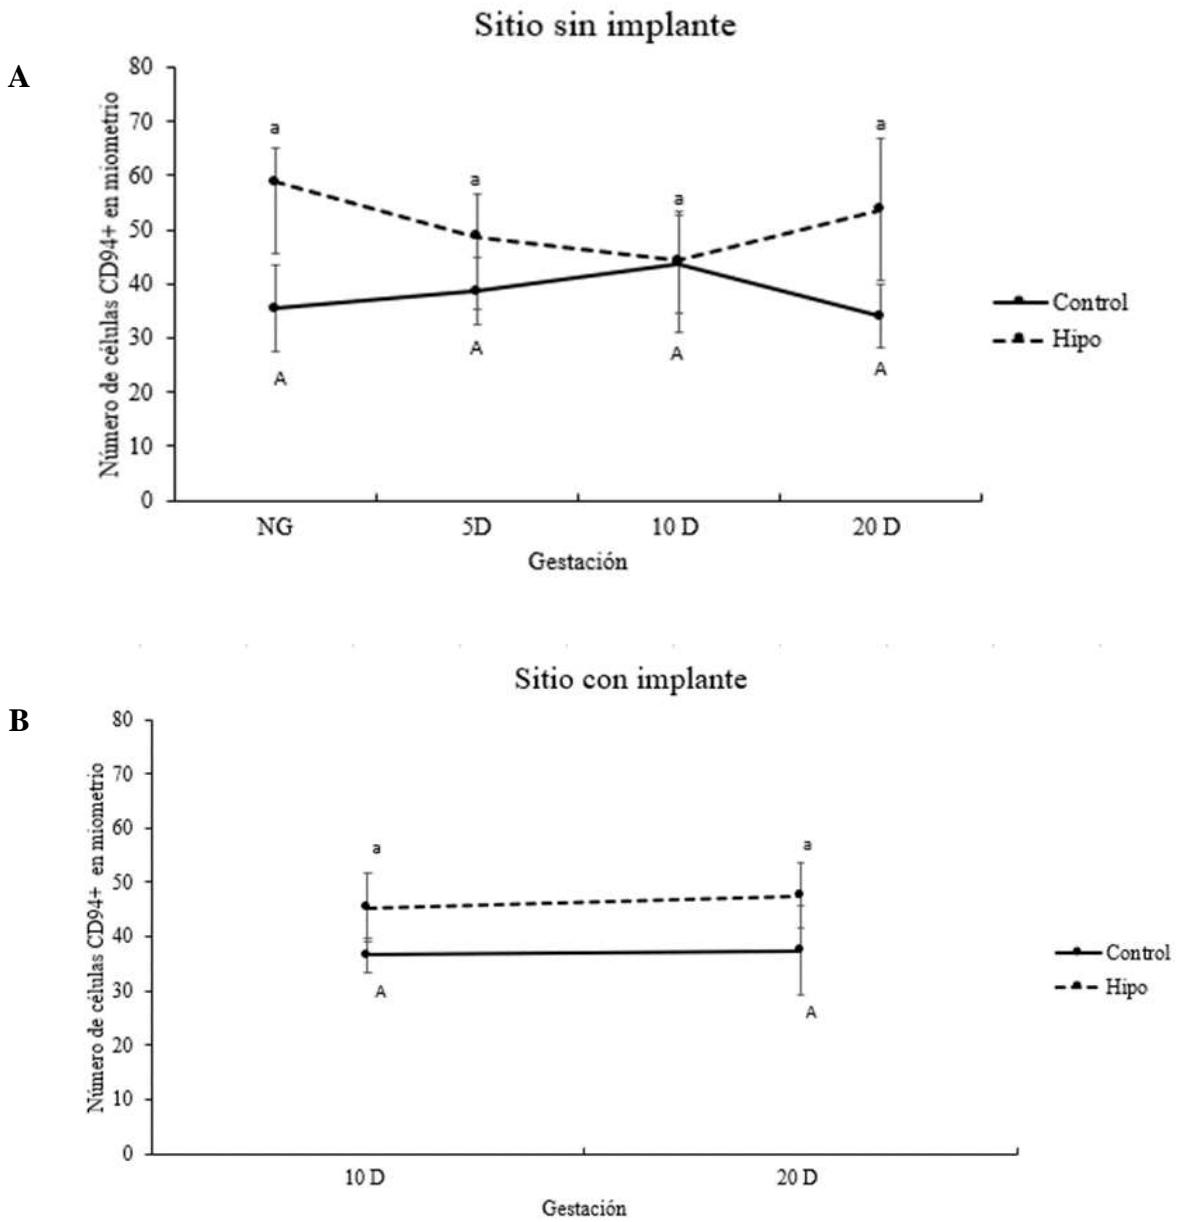 Sitio sin implante
A
Número de células CD94+ en miometrio
80
70
60
50
40
30
20
10
0
a
a
a
a
A
A
A
A
NG
5D
10 D
20 D
Gestación
Control
Hipo
Sitio con implante
B
Número de células CD94+ en miometrio
80
70
60
50
40
30
20
10
0
a
a
A
A
10 D
20 D
Gestación
Control
Hipo